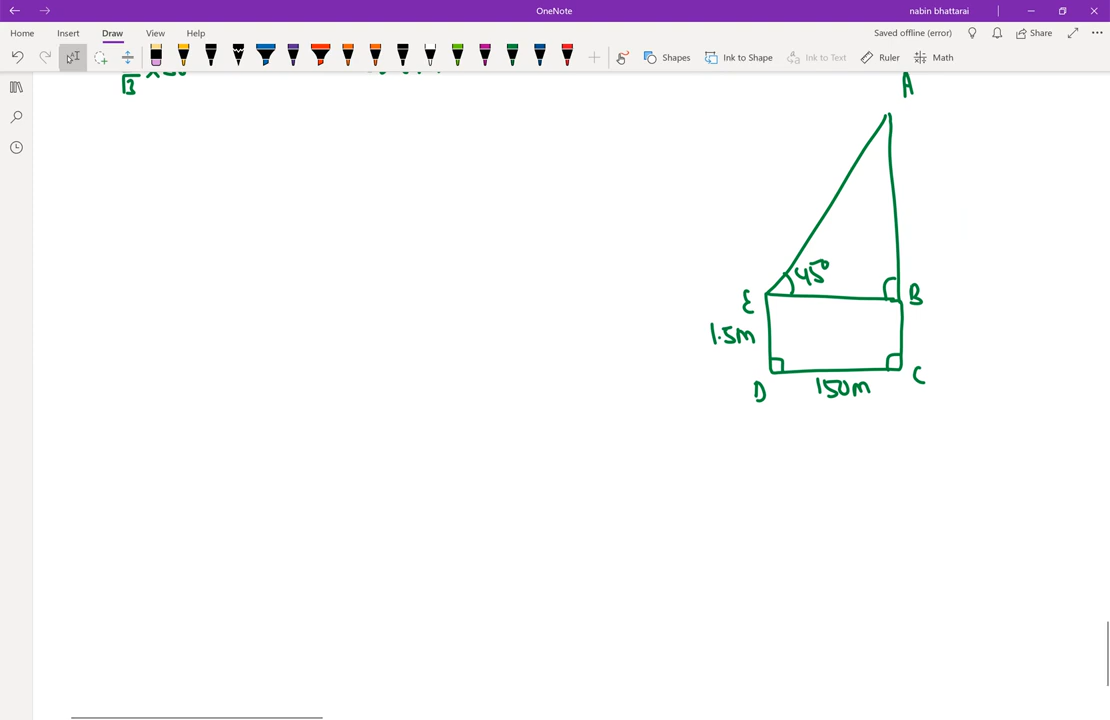 OneNote
nabin bhattarai
Home Insert Draw View Help
Saved offline (error)
Share
Shapes
Ink to Shape
Ink to Text
Ruler
Math
A
45°
E
B
1.5m
D
150m
C